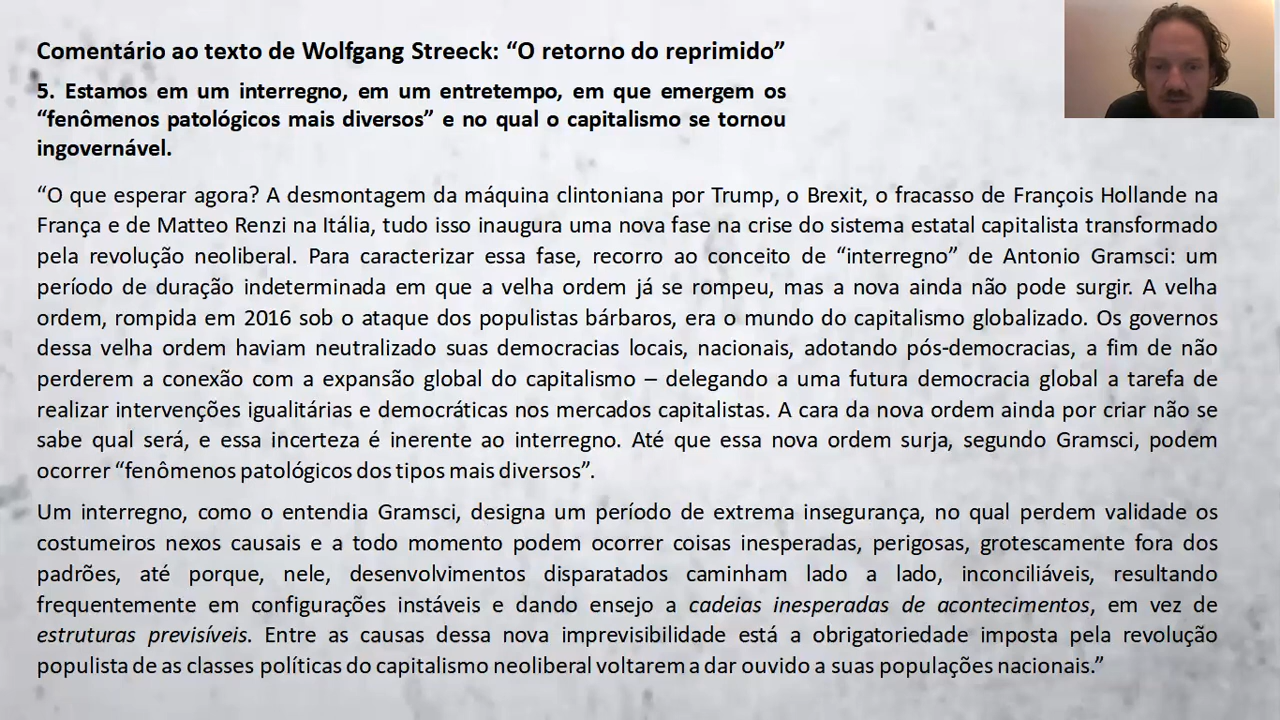 Comentário ao texto de Wolfgang Streeck: “O retorno do reprimido”
5. Estamos em um interregno, em um entretempo, em que emergem os
“fenômenos patológicos mais diversos” e no qual o capitalismo se tornou
ingovernável.
“O que esperar agora? A desmontagem da máquina clintoniana por Trump, o Brexit, o fracasso de François Hollande na
França e de Matteo Renzi na Itália, tudo isso inaugura uma nova fase na crise do sistema estatal capitalista transformado
pela revolução neoliberal. Para caracterizar essa fase, recorro ao conceito de “interregno” de Antonio Gramsci: um
período de duração indeterminada em que a velha ordem já se rompeu, mas a nova ainda não pode surgir. A velha
ordem, rompida em 2016 sob o ataque dos populistas bárbaros, era o mundo do capitalismo globalizado. Os governos
dessa velha ordem haviam neutralizado suas democracias locais, nacionais, adotando pós-democracias, a fim de não
perderem a conexão com a expansão global do capitalismo – delegando a uma futura democracia global a tarefa de
realizar intervenções igualitárias e democráticas nos mercados capitalistas. A cara da nova ordem ainda por criar não se
sabe qual será, e essa incerteza é inerente ao interregno. Até que essa nova ordem surja, segundo Gramsci, podem
ocorrer “fenômenos patológicos dos tipos mais diversos”.
Um interregno, como o entendia Gramsci, designa um período de extrema insegurança, no qual perdem validade os
costumeiros nexos causais e a todo momento podem ocorrer coisas inesperadas, perigosas, grotescamente fora dos
padrões, até porque, nele, desenvolvimentos disparatados caminham lado a lado, inconciliáveis, resultando
frequentemente em configurações instáveis e dando ensejo a cadeias inesperadas de acontecimentos, em vez de
estruturas previsíveis. Entre as causas dessa nova imprevisibilidade está a obrigatoriedade imposta pela revolução
populista de as classes políticas do capitalismo neoliberal voltarem a dar ouvido a suas populações nacionais.”